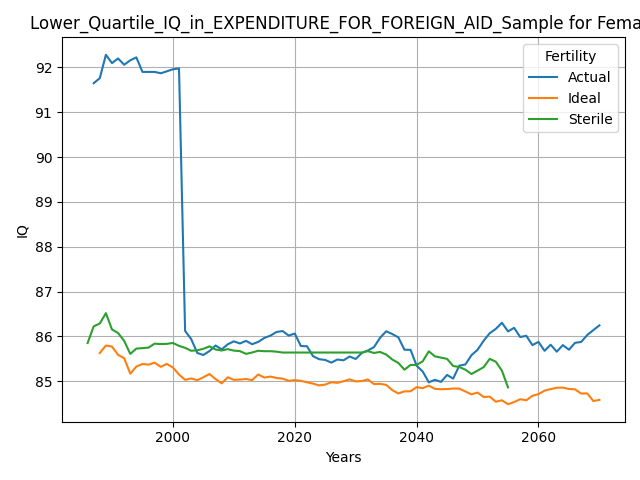 Lower_Quartile_IQ_in_EXPENDITURE_FOR_FOREIGN_AID_Sample for Fema
Fertility
Actual
Ideal
Sterile
IQ
92
91
90
89
88
87
86
85
2000
2020
2040
2060
Years